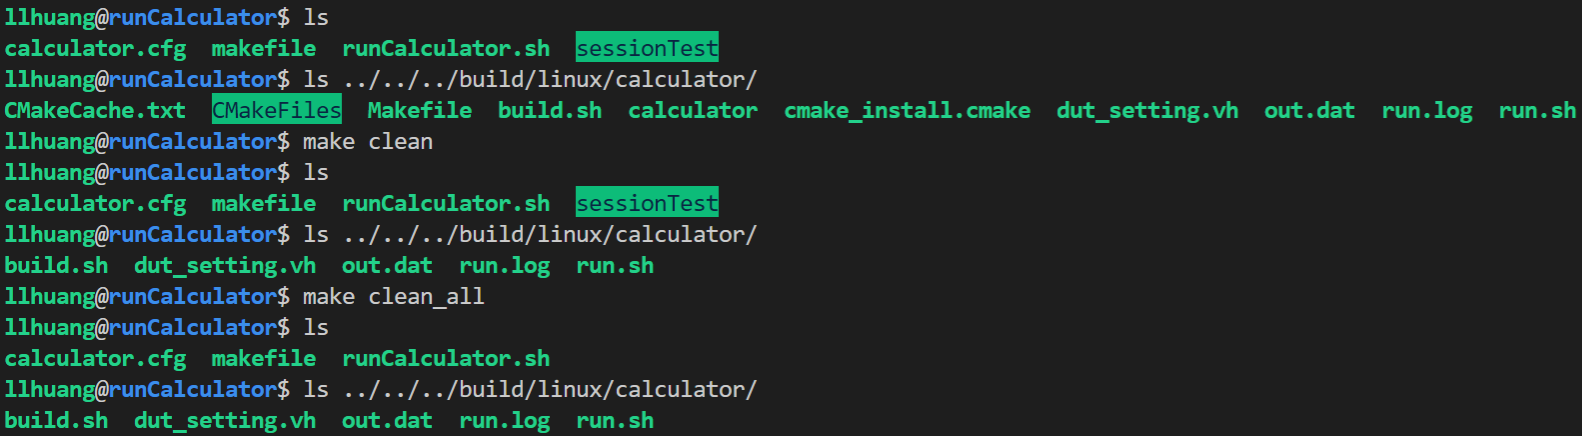 llhuang@runCalculator$ ls
calculator.cfg  makefile  runCalculator.sh  sessionTest
llhuang@runCalculator$ ls ../../../build/linux/calculator/
CMakeCache.txt  CMakeFiles  Makefile  build.sh  calculator  cmake_install.cmake  dut_setting.vh  out.dat  run.log  run.sh
llhuang@runCalculator$ make clean
llhuang@runCalculator$ ls
calculator.cfg  makefile  runCalculator.sh  sessionTest
llhuang@runCalculator$ ls ../../../build/linux/calculator/
build.sh  dut_setting.vh  out.dat  run.log  run.sh
llhuang@runCalculator$ make clean_all
llhuang@runCalculator$ ls
calculator.cfg  makefile  runCalculator.sh
llhuang@runCalculator$ ls ../../../build/linux/calculator/
build.sh  dut_setting.vh  out.dat  run.log  run.sh